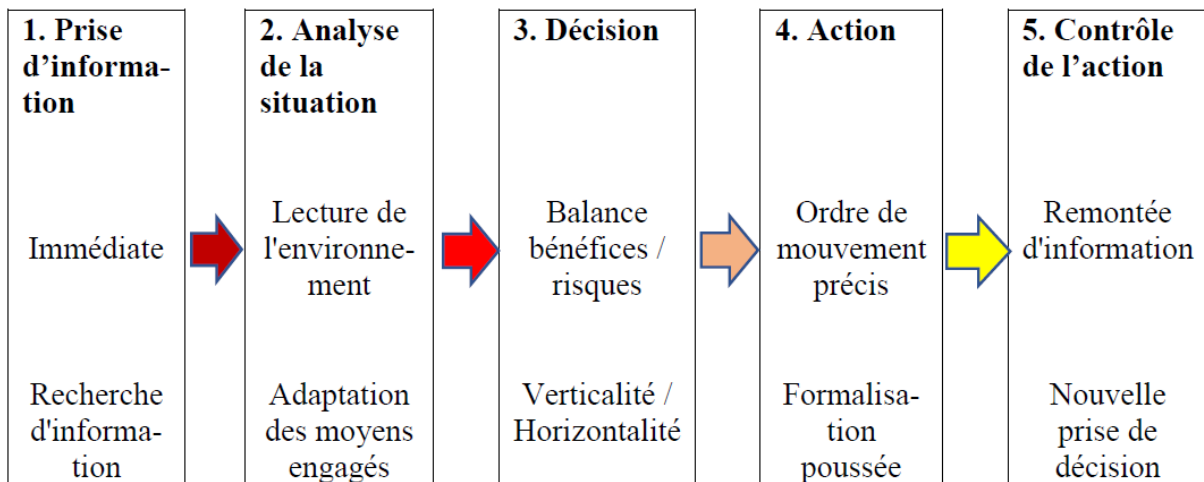 1. Prise
d’informa-
tion
Immédiate
Recherche
d'informa-
tion
2. Analyse
de la
situation
Lecture de
l'environne-
ment
Adaptation
des moyens
engagés
3. Décision
Balance
bénéfices /
risques
Verticalité /
Horizontalité
4. Action
Ordre de
mouvement
précis
Formalisa-
tion
poussée
5. Contrôle
de l’action
Remontée
d'information
Nouvelle
prise de
décision